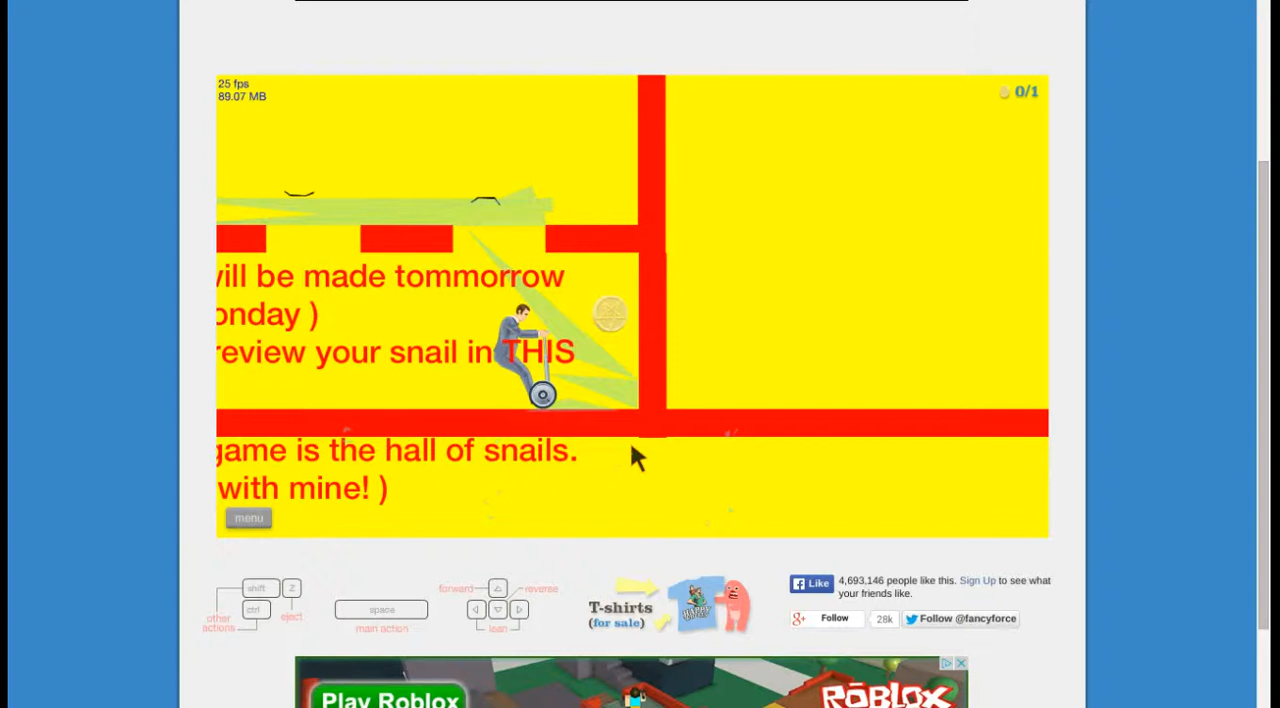 25 fps
89.07 MB
0/1
will be made tommorrow
onday )
review your snail in THIS
game is the hall of snails.
with mine! )
menu
shift
Z
ctrl
eject
other
actions
space
main action
forward
reverse
lean
T-shirts
(for sale)
Like
4,693,146 people like this. Sign Up to see what
your friends like.
g+ Follow
28k
Follow @fancyforce
Play Roblox
ROBLOX